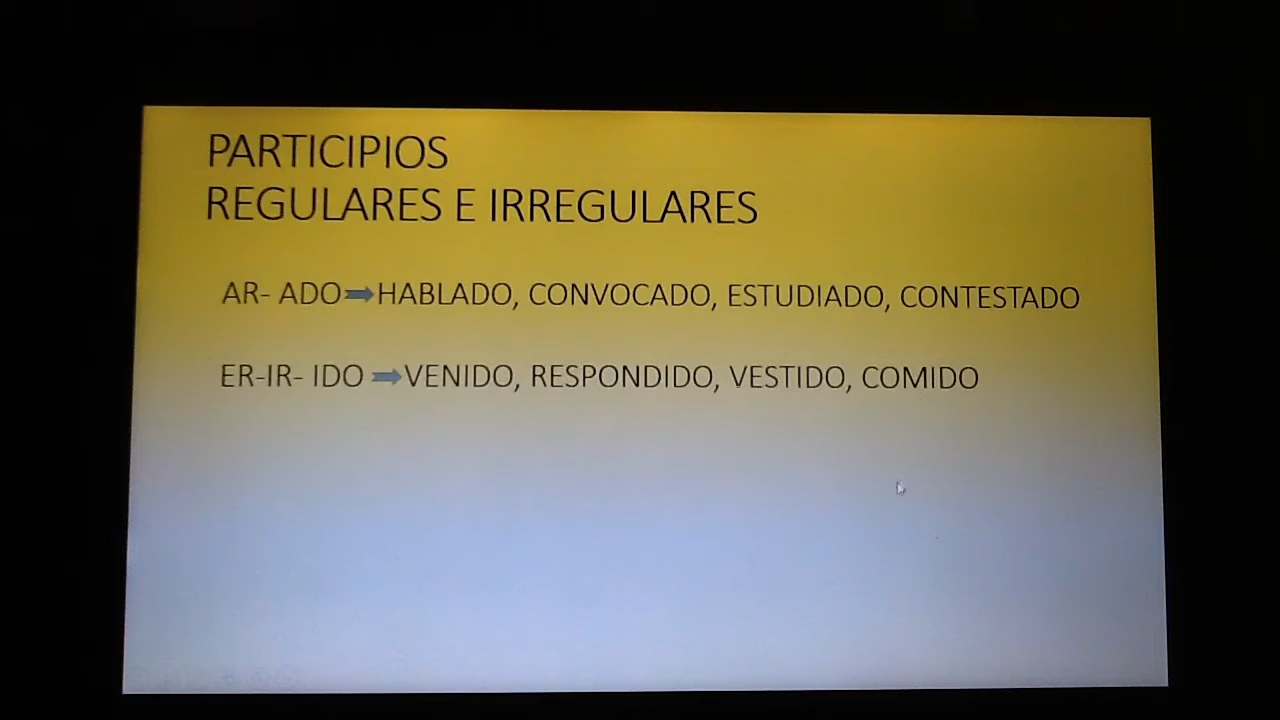 PARTICIPIOS
REGULARES E IRREGULARES
AR- ADO HABLADO, CONVOCADO, ESTUDIADO, CONTESTADO
ER-IR- IDO VENIDO, RESPONDIDO, VESTIDO, COMIDO